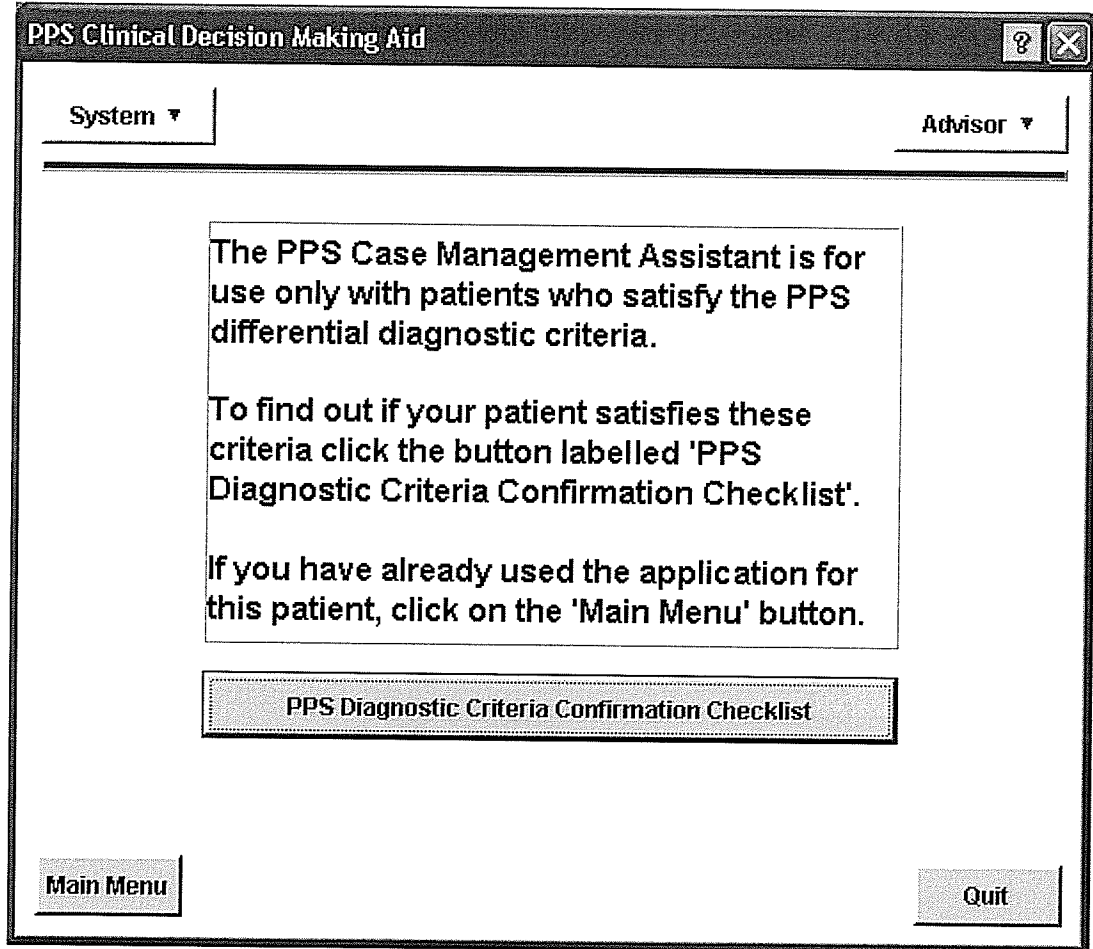 PPS Clinical Decision Making Aid
?
System ▼
Advisor ▼
The PPS Case Management Assistant is for
use only with patients who satisfy the PPS
differential diagnostic criteria.
To find out if your patient satisfies these
criteria click the button labelled 'PPS
Diagnostic Criteria Confirmation Checklist'.
If you have already used the application for
this patient, click on the 'Main Menu' button.
PPS Diagnostic Criteria Confirmation Checklist
Main Menu
Quit